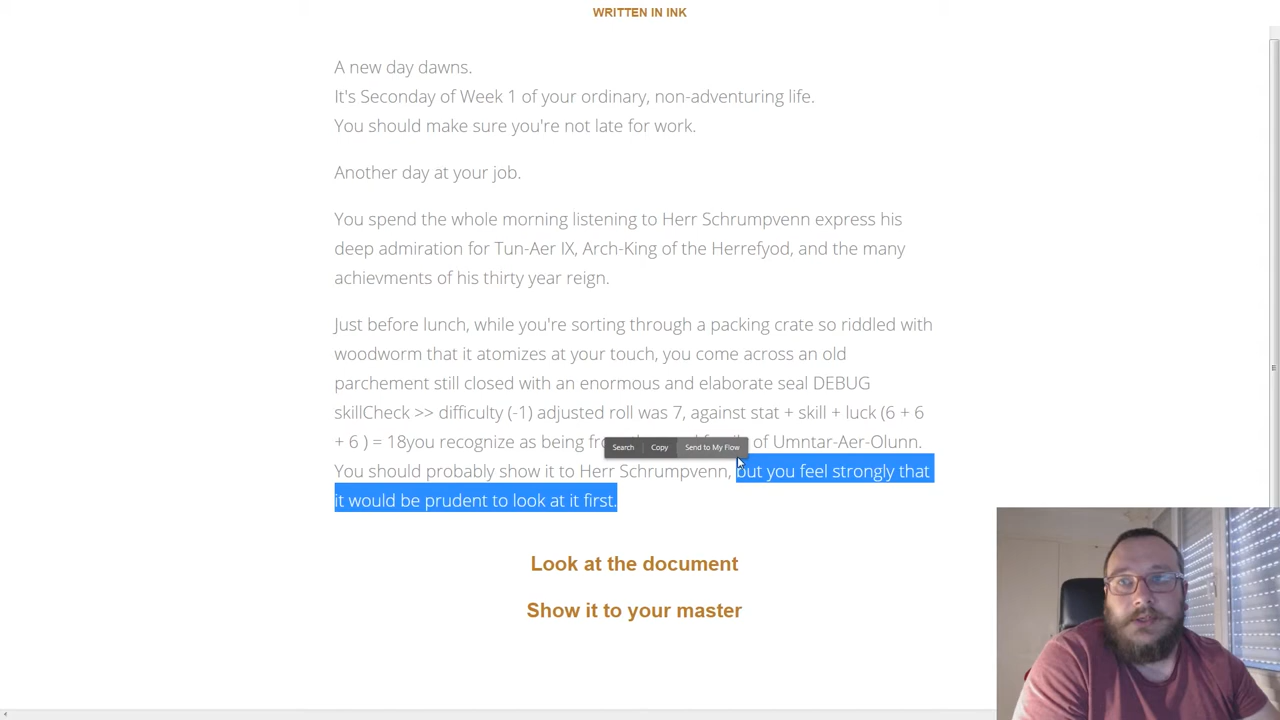 WRITTEN IN INK
A new day dawns.
It's Seconday of Week 1 of your ordinary, non-adventuring life.
You should make sure you're not late for work.
Another day at your job.
You spend the whole morning listening to Herr Schrumpvenn express his
deep admiration for Tun-Aer IX, Arch-King of the Herrefyod, and the many
achievments of his thirty year reign.
Just before lunch, while you're sorting through a packing crate so riddled with
woodworm that it atomizes at your touch, you come across an old
parchement still closed with an enormous and elaborate seal DEBUG
skillCheck >> difficulty (-1) adjusted roll was 7, against stat + skill + luck (6 + 6
+ 6 ) = 18you recognize as being of Umntar-Aer-Olunn.
Search Copy Send to My Flow
You should probably show it to Herr Schrumpvenn, but you feel strongly that
it would be prudent to look at it first.
Look at the document
Show it to your master